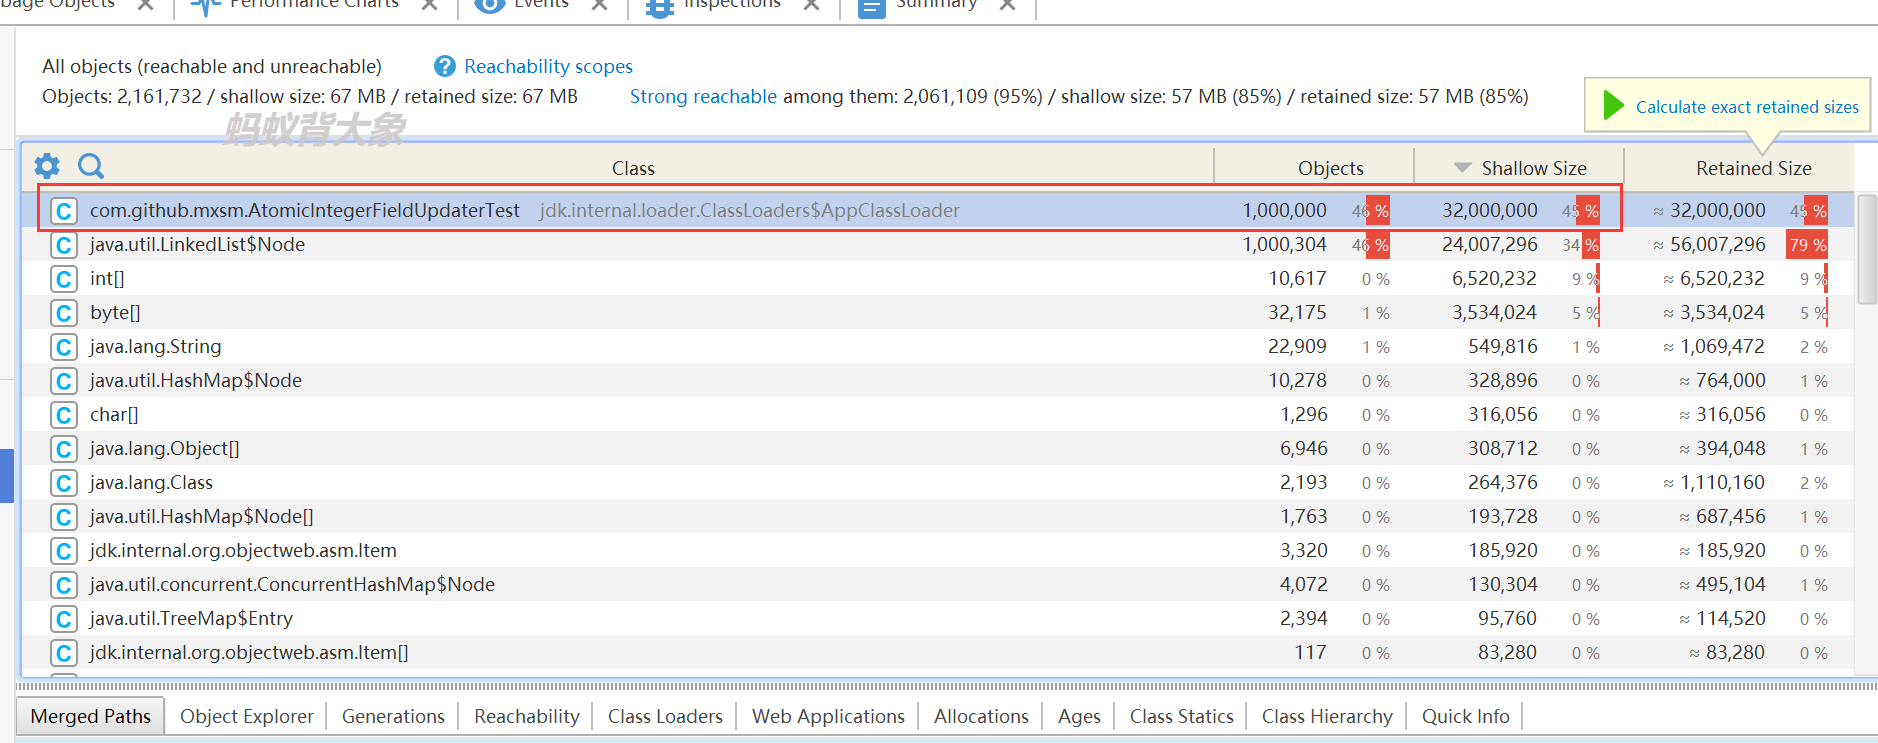 bage Objects Performance Charts Events Inspections Summary
All objects (reachable and unreachable) ? Reachability scopes
Objects: 2,161,732 / shallow size: 67 MB / retained size: 67 MB Strong reachable among them: 2,061,109 (95%) / shallow size: 57 MB (85%) / retained size: 57 MB (85%)
Calculate exact retained sizes
蚂蚁背大象
Class Objects Shallow Size Retained Size
C com.github.mxsm.AtomicIntegerFieldUpdaterTest jdk.internal.loader.ClassLoaders$AppClassLoader 1,000,000 46 % 32,000,000 45 % ≈ 32,000,000 45 %
C java.util.LinkedList$Node 1,000,304 46 % 24,007,296 34 % ≈ 56,007,296 79 %
C int[] 10,617 0 % 6,520,232 9 % ≈ 6,520,232 9 %
C byte[] 32,175 1 % 3,534,024 5 % ≈ 3,534,024 5 %
C java.lang.String 22,909 1 % 549,816 1 % ≈ 1,069,472 2 %
C java.util.HashMap$Node 10,278 0 % 328,896 0 % ≈ 764,000 1 %
C char[] 1,296 0 % 316,056 0 % ≈ 316,056 0 %
C java.lang.Object[] 6,946 0 % 308,712 0 % ≈ 394,048 1 %
C java.lang.Class 2,193 0 % 264,376 0 % ≈ 1,110,160 2 %
C java.util.HashMap$Node[] 1,763 0 % 193,728 0 % ≈ 687,456 1 %
C jdk.internal.org.objectweb.asm.Item 3,320 0 % 185,920 0 % ≈ 185,920 0 %
C java.util.concurrent.ConcurrentHashMap$Node 4,072 0 % 130,304 0 % ≈ 495,104 1 %
C java.util.TreeMap$Entry 2,394 0 % 95,760 0 % ≈ 114,520 0 %
C jdk.internal.org.objectweb.asm.Item[] 117 0 % 83,280 0 % ≈ 83,280 0 %
Merged Paths Object Explorer Generations Reachability Class Loaders Web Applications Allocations Ages Class Statics Class Hierarchy Quick Info